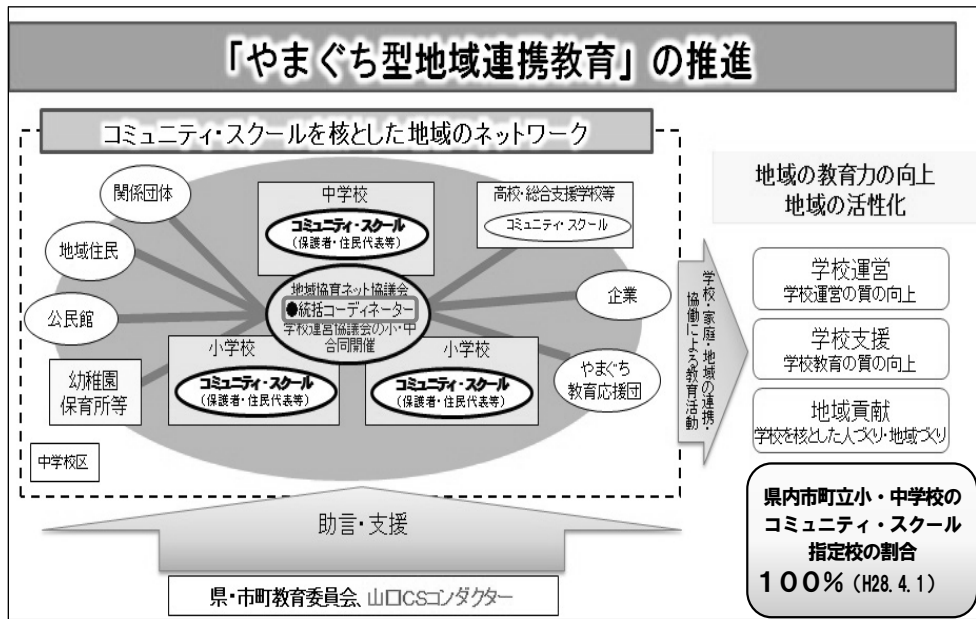 「やまぐち型地域連携教育」の推進
コミュニティ・スクールを核とした地域のネットワーク
関係団体
地域住民
公民館
幼稚園
保育所等
中学校区
中学校
コミュニティ・スクール
(保護者・住民代表等)
高校・総合支援学校等
コミュニティ・スクール
地域協育ネット協議会
●統括コーディネーター
学校運営協議会の小・中
合同開催
小学校
コミュニティ・スクール
(保護者・住民代表等)
小学校
コミュニティ・スクール
(保護者・住民代表等)
企業
やまぐち
教育応援団
学校・家庭・地域の連携・
協働による教育活動
地域の教育力の向上
地域の活性化
学校運営
学校運営の質の向上
学校支援
学校教育の質の向上
地域貢献
学校を核とした人づくり・地域づくり
県内市町立小・中学校の
コミュニティ・スクール
指定校の割合
100% (H28.4.1)
助言・支援
県・市町教育委員会、山口CSコンダクター